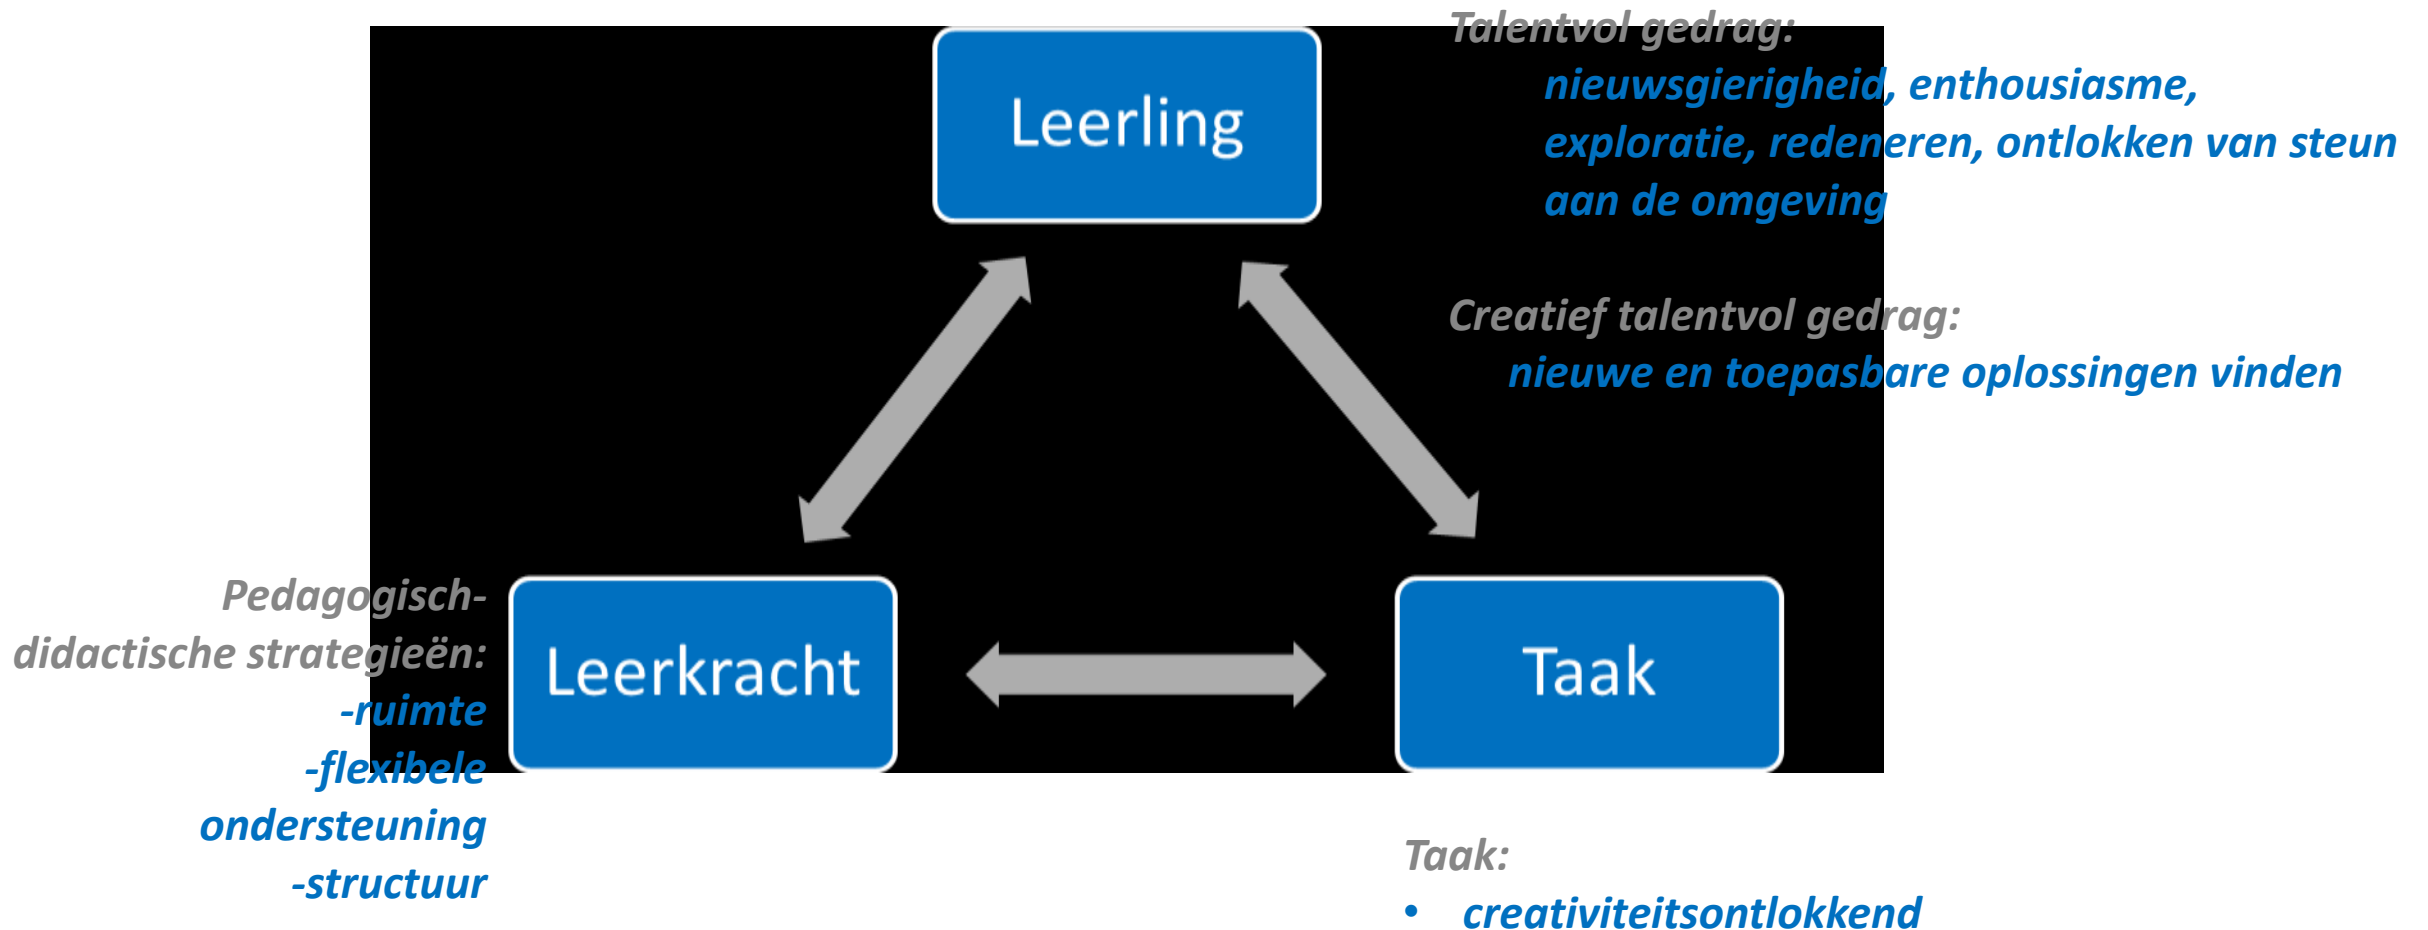 Talentvol gedrag:
nieuwsgierigheid, enthousiasme,
exploratie, redeneren, ontlokken van steun
aan de omgeving
Leerling
Creatief talentvol gedrag:
nieuwe en toepasbare oplossingen vinden
Pedagogisch-
didactische strategieën:
-ruimte
-flexibele
ondersteuning
-structuur
Leerkracht
Taak
Taak:
• creativiteitsontlokkend